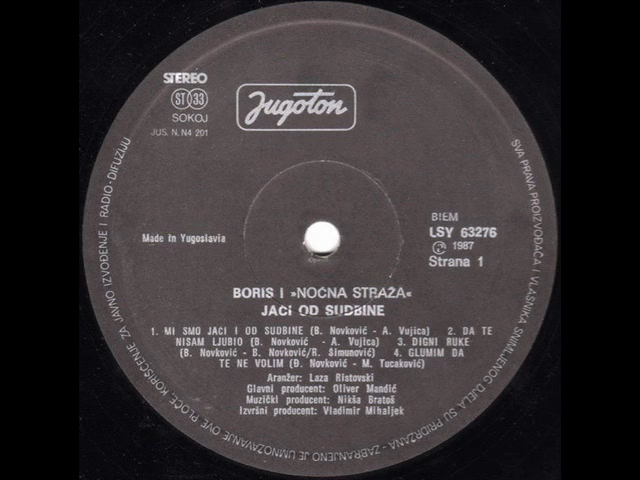 STEREO
ST 33
SOKOJ
JUS. N. N4 201
Jugoton
BIEM
LSY 63276
℗ 1987
Strana 1
Made in Yugoslavia
BORIS I »NOĆNA STRAŽA«
JAČI OD SUDBINE
1. MI SMO JACI I OD SUDBINE (B. Novković - A. Vujica) 2. DA TE
NISAM LJUBIO (B. Novković - A. Vujica) 3. DIGNI RUKE
(B. Novković - B. Novković/R. Šimunović) 4. GLUMIM DA
TE NE VOLIM (Đ. Novković - M. Tucaković)
Aranžer: Laza Ristovski
Glavni producent: Oliver Mandić
Muzički producent: Nikša Bratoš
Izvršni producent: Vladimir Mihaljek
SVA PRAVA PROIZVOĐAČA I VLASNIKA SNIMLJENOG DJELA SU PRIDRŽANA - ZABRANJENO JE UMNOŽAVANJE OVE PLOČE, KORIŠĆENJE ZA JAVNO IZVOĐENJE I RADIO-DIFUZIJU